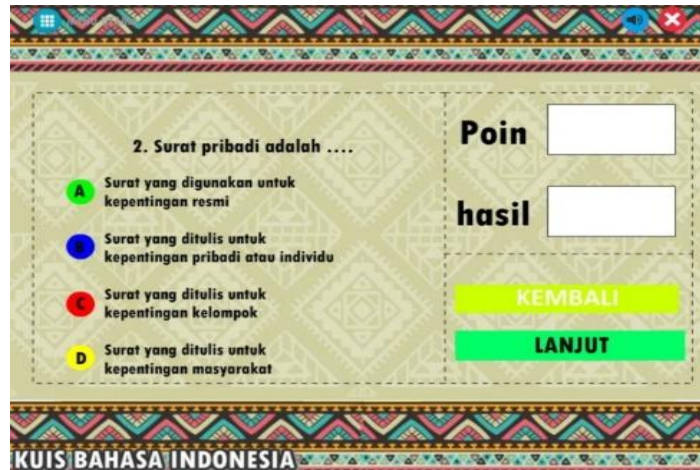 2. Surat pribadi adalah ....
A
Surat yang digunakan untuk
kepentingan resmi
B
Surat yang ditulis untuk
kepentingan pribadi atau individu
C
Surat yang ditulis untuk
kepentingan kelompok
D
Surat yang ditulis untuk
kepentingan masyarakat
Poin
hasil
KEMBALI
LANJUT
KUIS BAHASA INDONESIA